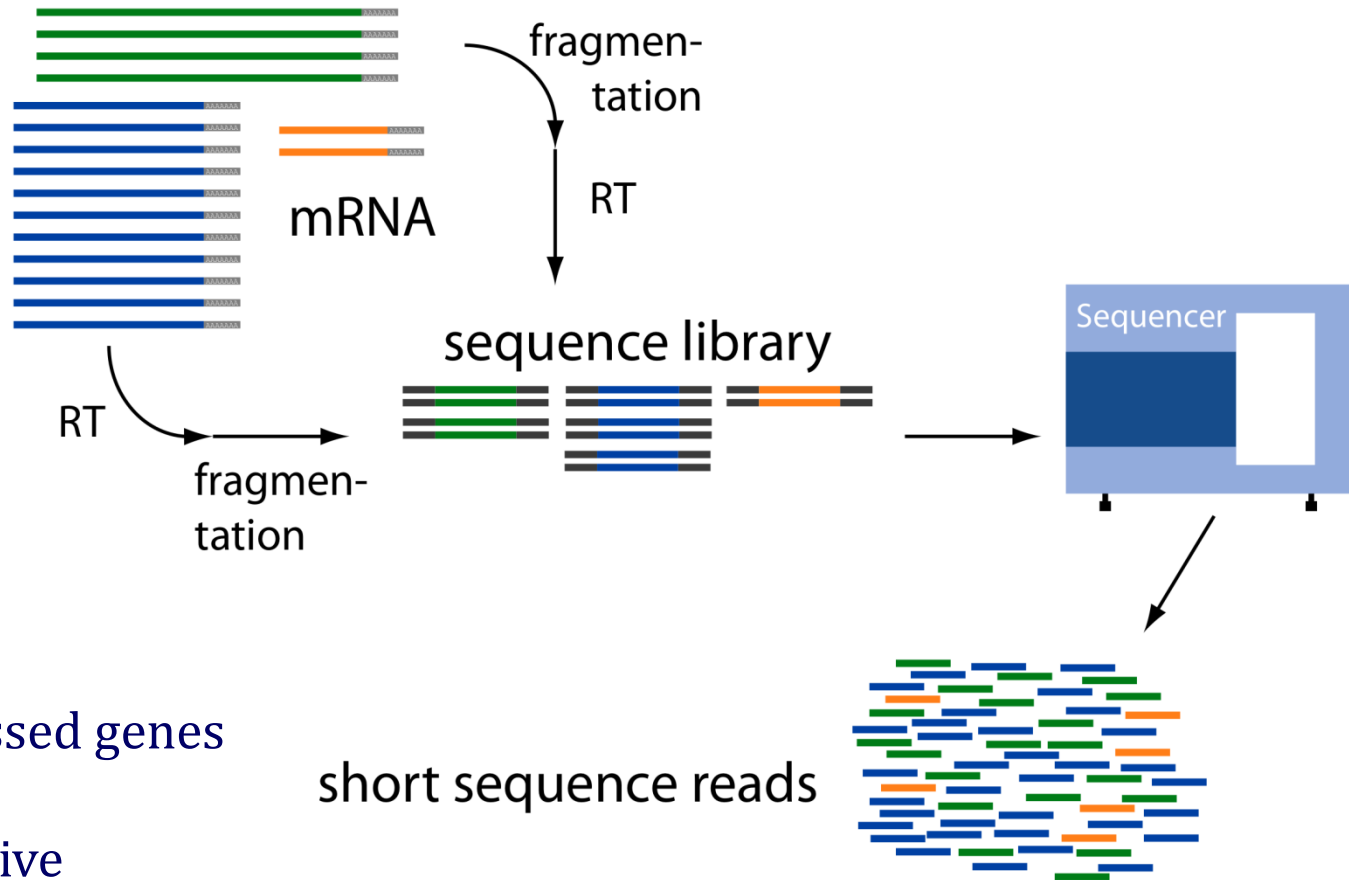 fragmen-
tation
mRNA
RT
sequence library
Sequencer
RT
fragmen-
tation
ssed genes
short sequence reads
ive